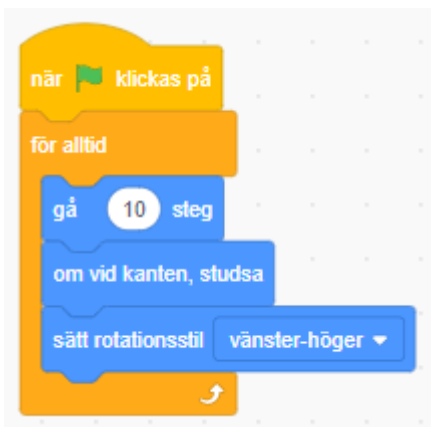 när klickas på
för alltid
gå 10 steg
om vid kanten, studsa
sätt rotationsstil vänster-höger